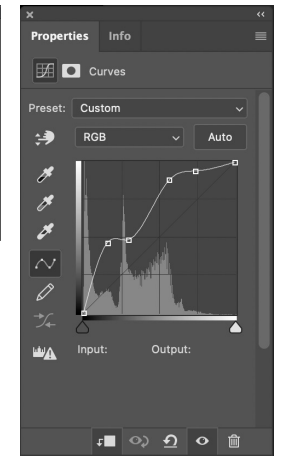 Properties Info
Curves
Preset: Custom
RGB Auto
Input: Output: